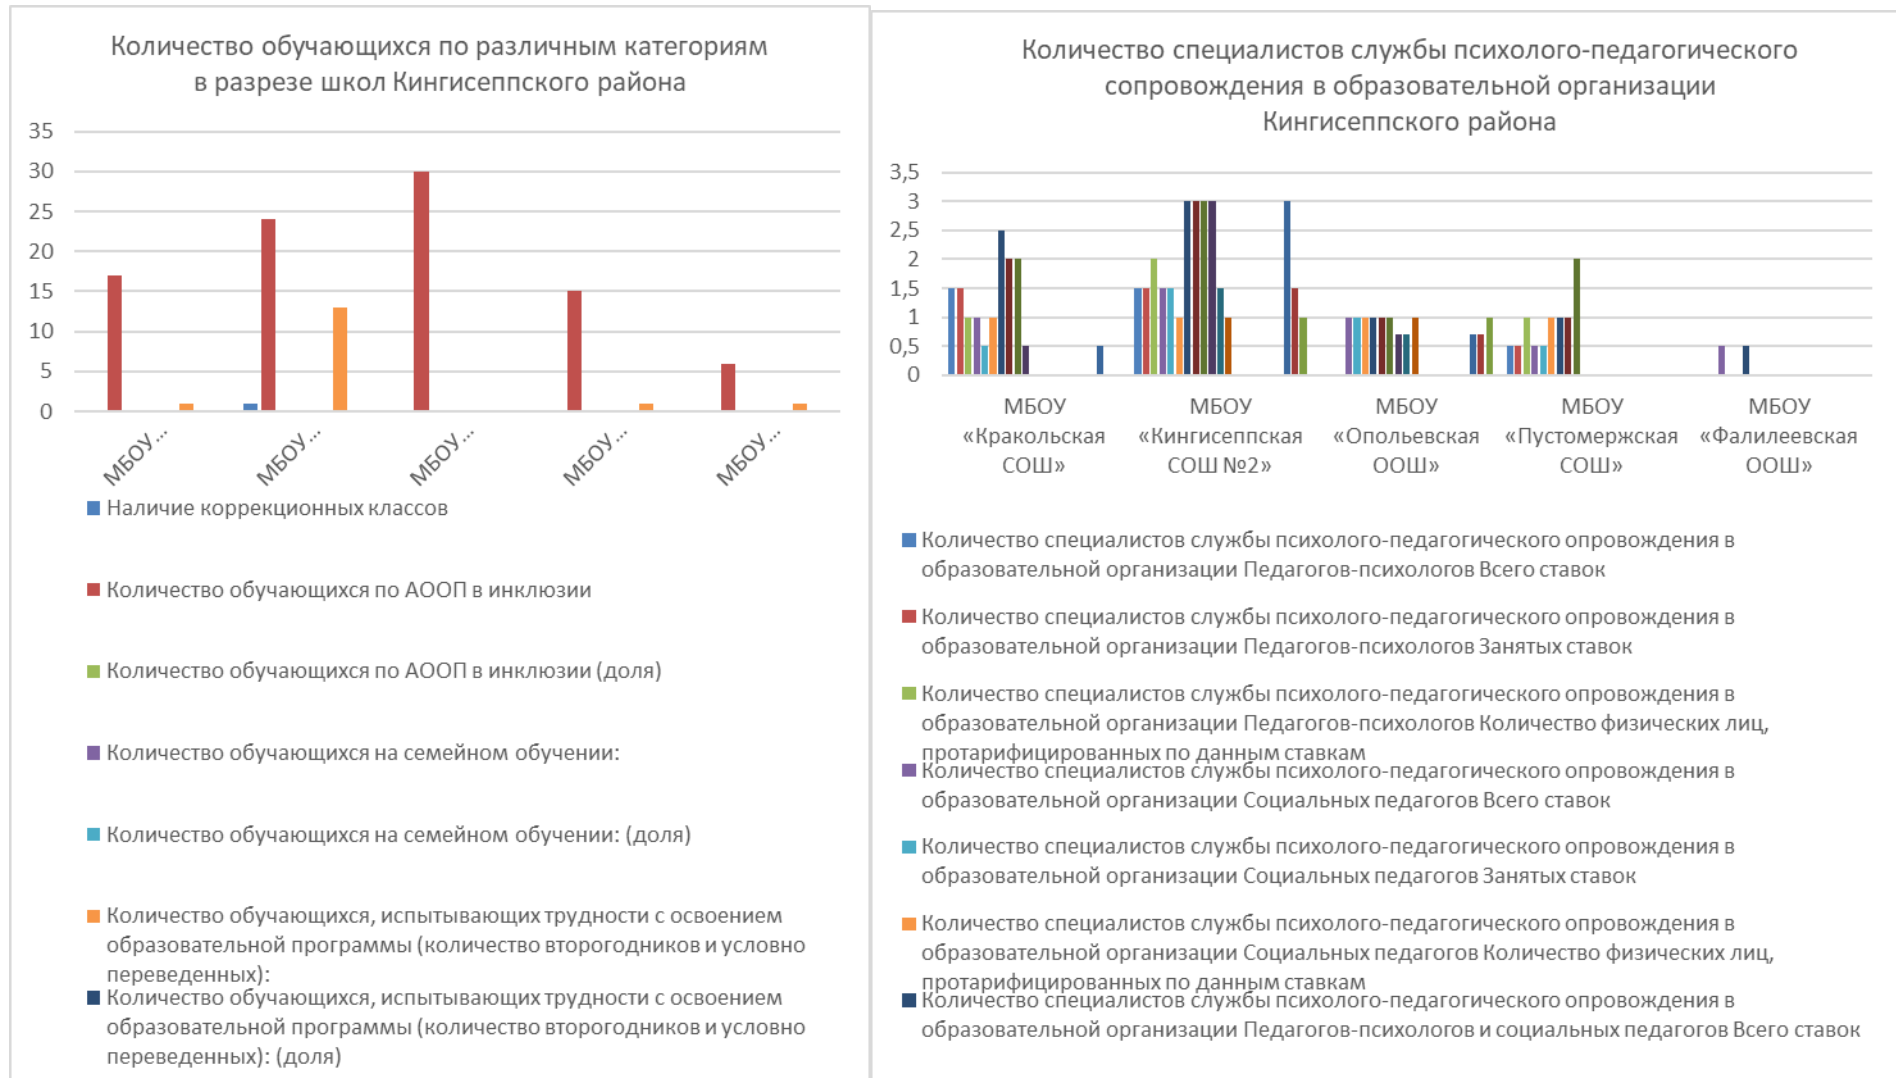 Количество обучающихся по различным категориям
в разрезе школ Кингисеппского района
35
30
25
20
15
10
5
0
МБОУ...
МБОУ...
МБОУ...
МБОУ...
МБОУ...
Наличие коррекционных классов
Количество обучающихся по АООП в инклюзии
Количество обучающихся по АООП в инклюзии (доля)
Количество обучающихся на семейном обучении:
Количество обучающихся на семейном обучении: (доля)
Количество обучающихся, испытывающих трудности с освоением
образовательной программы (количество второгодников и условно
переведенных):
Количество обучающихся, испытывающих трудности с освоением
образовательной программы (количество второгодников и условно
переведенных): (доля)
Количество специалистов службы психолого-педагогического
сопровождения в образовательной организации
Кингисеппского района
3,5
3
2,5
2
1,5
1
0,5
0
МБОУ
«Кракольская
СОШ»
МБОУ
«Кингисеппская
СОШ №2»
МБОУ
«Опольевская
ООШ»
МБОУ
«Пустомержская
СОШ»
МБОУ
«Фалилеевская
ООШ»
Количество специалистов службы психолого-педагогического опровождения в
образовательной организации Педагогов-психологов Всего ставок
Количество специалистов службы психолого-педагогического опровождения в
образовательной организации Педагогов-психологов Занятых ставок
Количество специалистов службы психолого-педагогического опровождения в
образовательной организации Педагогов-психологов Количество физических лиц,
протарифицированных по данным ставкам
Количество специалистов службы психолого-педагогического опровождения в
образовательной организации Социальных педагогов Всего ставок
Количество специалистов службы психолого-педагогического опровождения в
образовательной организации Социальных педагогов Занятых ставок
Количество специалистов службы психолого-педагогического опровождения в
образовательной организации Социальных педагогов Количество физических лиц,
протарифицированных по данным ставкам
Количество специалистов службы психолого-педагогического опровождения в
образовательной организации Педагогов-психологов и социальных педагогов Всего ставок